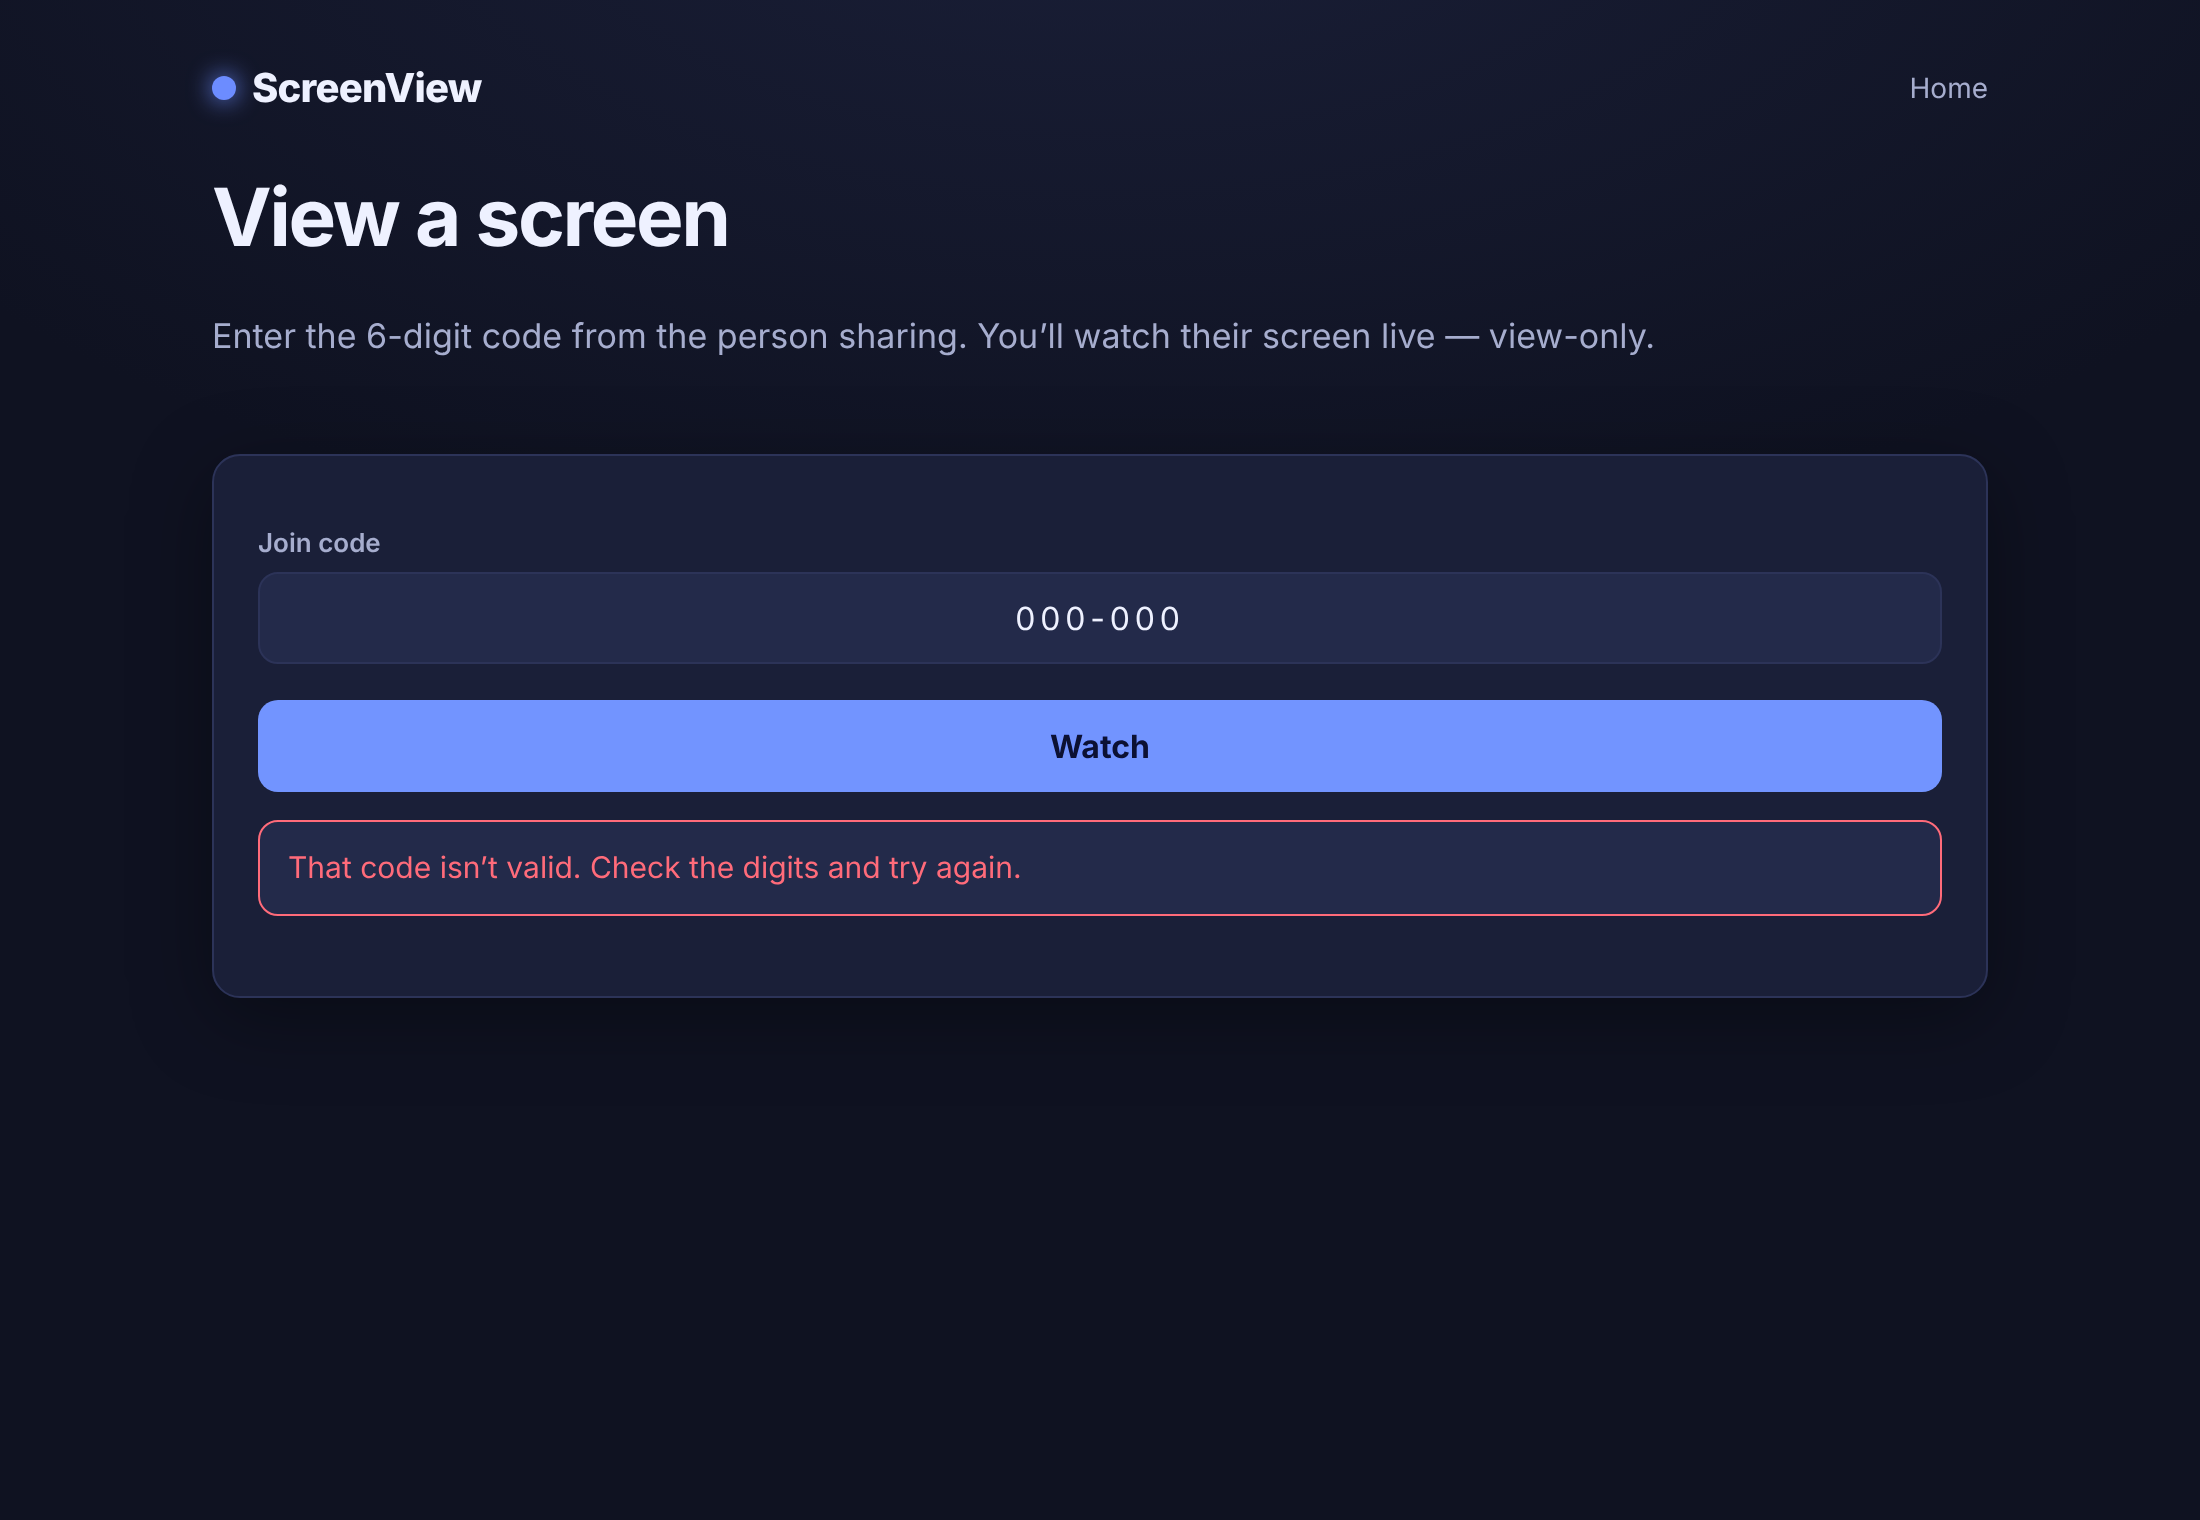 ScreenView
Home
View a screen
Enter the 6-digit code from the person sharing. You’ll watch their screen live — view-only.
Join code
000-000
Watch
That code isn’t valid. Check the digits and try again.